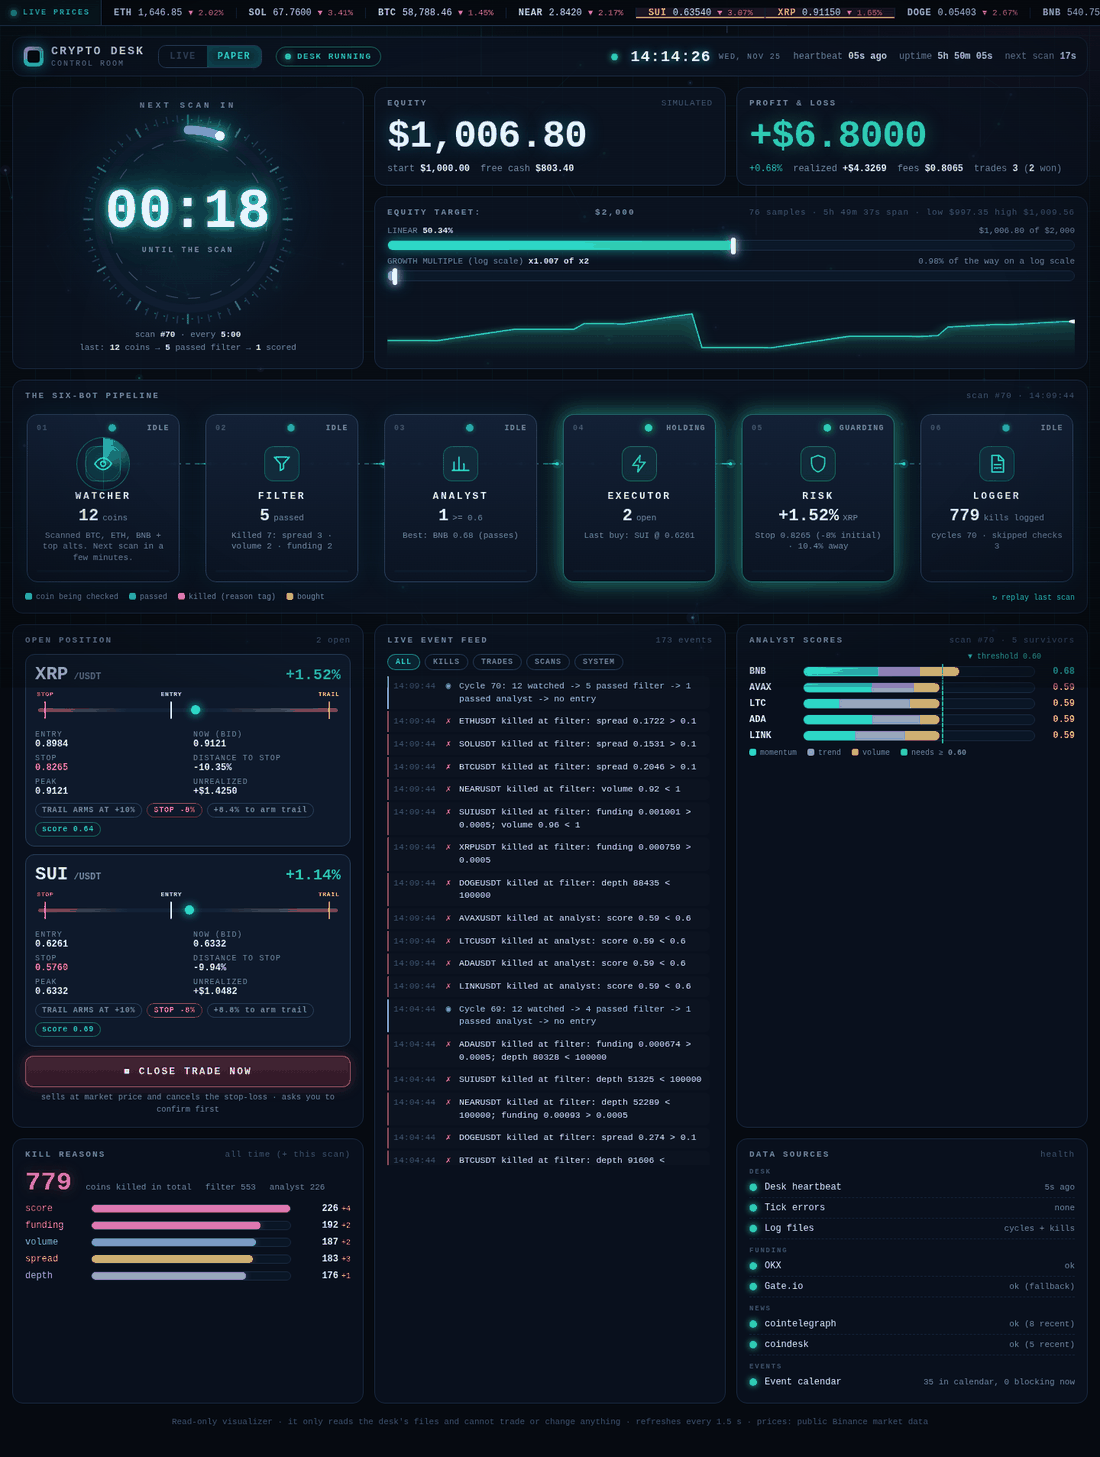 LIVE PRICES
ETH 1,646.85 ▼ 2.02%
SOL 67.7600 ▼ 3.41%
BTC 58,788.46 ▼ 1.45%
NEAR 2.8420 ▼ 2.17%
SUI 0.63540 ▼ 3.07%
XRP 0.91150 ▼ 1.65%
DOGE 0.05403 ▼ 2.67%
BNB 540.75
CRYPTO DESK
CONTROL ROOM
LIVE PAPER
DESK RUNNING
14:14:26 WED, NOV 25 heartbeat 05s ago uptime 5h 50m 05s next scan 17s
NEXT SCAN IN
00:18
UNTIL THE SCAN
scan #70 · every 5:00
last: 12 coins → 5 passed filter → 1 scored
EQUITY SIMULATED
$1,006.80
start $1,000.00 free cash $803.40
PROFIT & LOSS
+$6.8000
+0.68% realized +$4.3269 fees $0.8065 trades 3 (2 won)
EQUITY TARGET: $2,000 76 samples · 5h 49m 37s span · low $997.35 high $1,008.56
LINEAR 50.34% $1,006.80 of $2,000
GROWTH MULTIPLE (log scale) x1.007 of x2 0.98% of the way on a log scale
THE SIX-BOT PIPELINE scan #70 · 14:09:44
01 IDLE
WATCHER
12 coins
Scanned BTC, ETH, BNB +
top alts. Next scan in a
few minutes.
02 IDLE
FILTER
5 passed
Killed 7: spread 3 ·
volume 2 · funding 2
03 IDLE
ANALYST
1 >= 0.6
Best: BNB 0.68 (passes)
04 HOLDING
EXECUTOR
2 open
Last buy: SUI @ 0.6261
05 GUARDING
RISK
+1.52% XRP
Stop 0.8265 (-8% initial)
· 10.4% away
06 IDLE
LOGGER
779 kills logged
cycles 70 · skipped checks
3
coin being checked passed killed (reason tag) bought
↻ replay last scan
OPEN POSITION 2 open
XRP /USDT +1.52%
STOP ENTRY TRAIL
ENTRY NOW (BID)
0.8984 0.9121
STOP DISTANCE TO STOP
0.8265 -10.35%
PEAK UNREALIZED
0.9121 +$1.4250
TRAIL ARMS AT +10% STOP -8% +8.4% to arm trail
score 0.64
SUI /USDT +1.14%
STOP ENTRY TRAIL
ENTRY NOW (BID)
0.6261 0.6332
STOP DISTANCE TO STOP
0.5760 -9.94%
PEAK UNREALIZED
0.6332 +$1.0482
TRAIL ARMS AT +10% STOP -8% +8.8% to arm trail
score 0.69
■ CLOSE TRADE NOW
sells at market price and cancels the stop-loss · asks you to
confirm first
LIVE EVENT FEED 173 events
ALL KILLS TRADES SCANS SYSTEM
14:09:44 ◉ Cycle 70: 12 watched -> 5 passed filter -> 1
passed analyst -> no entry
14:09:44 ✗ ETHUSDT killed at filter: spread 0.1722 > 0.1
14:09:44 ✗ SOLUSDT killed at filter: spread 0.1531 > 0.1
14:09:44 ✗ BTCUSDT killed at filter: spread 0.2046 > 0.1
14:09:44 ✗ NEARUSDT killed at filter: volume 0.92 < 1
14:09:44 ✗ SUIUSDT killed at filter: funding 0.001001 >
0.0005; volume 0.96 < 1
14:09:44 ✗ XRPUSDT killed at filter: funding 0.000759 >
0.0005
14:09:44 ✗ DOGEUSDT killed at filter: depth 88435 <
100000
14:09:44 ✗ AVAXUSDT killed at analyst: score 0.59 < 0.6
14:09:44 ✗ LTCUSDT killed at analyst: score 0.59 < 0.6
14:09:44 ✗ ADAUSDT killed at analyst: score 0.59 < 0.6
14:09:44 ✗ LINKUSDT killed at analyst: score 0.59 < 0.6
14:04:44 ◉ Cycle 69: 12 watched -> 4 passed filter -> 1
passed analyst -> no entry
14:04:44 ✗ ADAUSDT killed at filter: funding 0.000674 >
0.0005; depth 80328 < 100000
14:04:44 ✗ SUIUSDT killed at filter: depth 51325 < 100000
14:04:44 ✗ NEARUSDT killed at filter: depth 52289 <
100000; funding 0.00093 > 0.0005
14:04:44 ✗ DOGEUSDT killed at filter: spread 0.274 > 0.1
14:04:44 ✗ BTCUSDT killed at filter: depth 91606 <
ANALYST SCORES scan #70 · 5 survivors
▼ threshold 0.60
BNB 0.68
AVAX 0.59
LTC 0.59
ADA 0.59
LINK 0.59
momentum trend volume needs ≥ 0.60
KILL REASONS all time (+ this scan)
779 coins killed in total filter 553 analyst 226
score 226 +4
funding 192 +2
volume 187 +2
spread 183 +3
depth 176 +1
DATA SOURCES health
DESK
Desk heartbeat 5s ago
Tick errors none
Log files cycles + kills
FUNDING
OKX ok
Gate.io ok (fallback)
NEWS
cointelegraph ok (8 recent)
coindesk ok (5 recent)
EVENTS
Event calendar 35 in calendar, 0 blocking now
Read-only visualizer · it only reads the desk's files and cannot trade or change anything · refreshes every 1.5 s · prices: public Binance market data